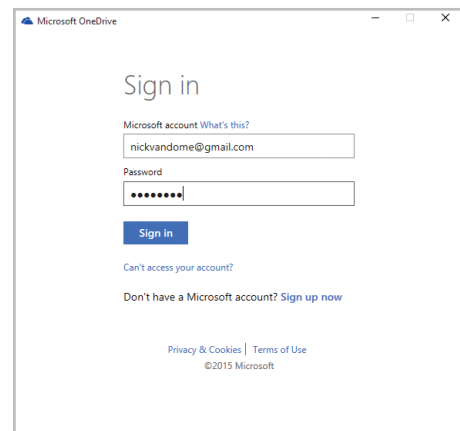 Microsoft OneDrive
Sign in
Microsoft account What's this?
nickvandome@gmail.com
Password
●●●●●●●●
Sign in
Can't access your account?
Don't have a Microsoft account? Sign up now
Privacy & Cookies | Terms of Use
©2015 Microsoft